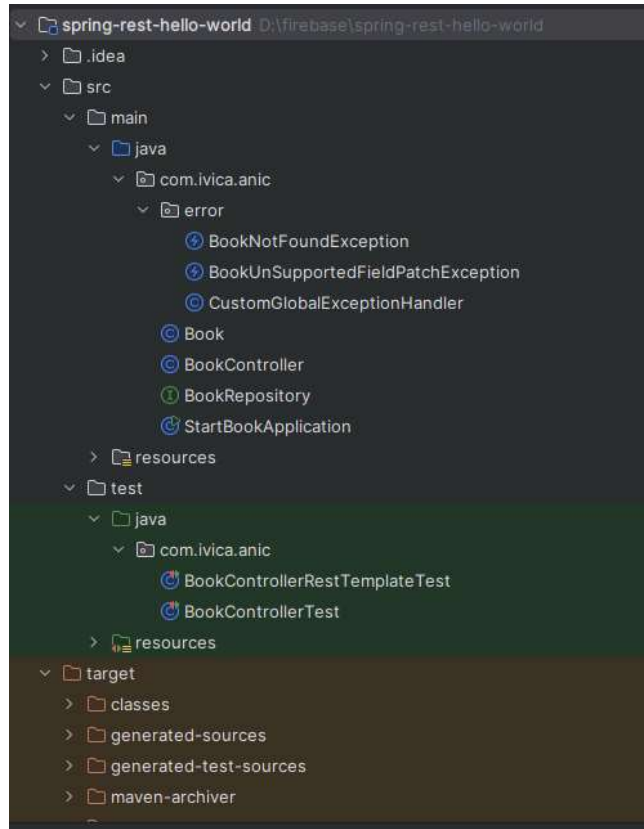 spring-rest-hello-world D:\firebase\spring-rest-hello-world
.idea
src
main
java
com.ivica.anic
error
BookNotFoundException
BookUnSupportedFieldPatchException
CustomGlobalExceptionHandler
Book
BookController
BookRepository
StartBookApplication
resources
test
java
com.ivica.anic
BookControllerRestTemplateTest
BookControllerTest
resources
target
classes
generated-sources
generated-test-sources
maven-archiver